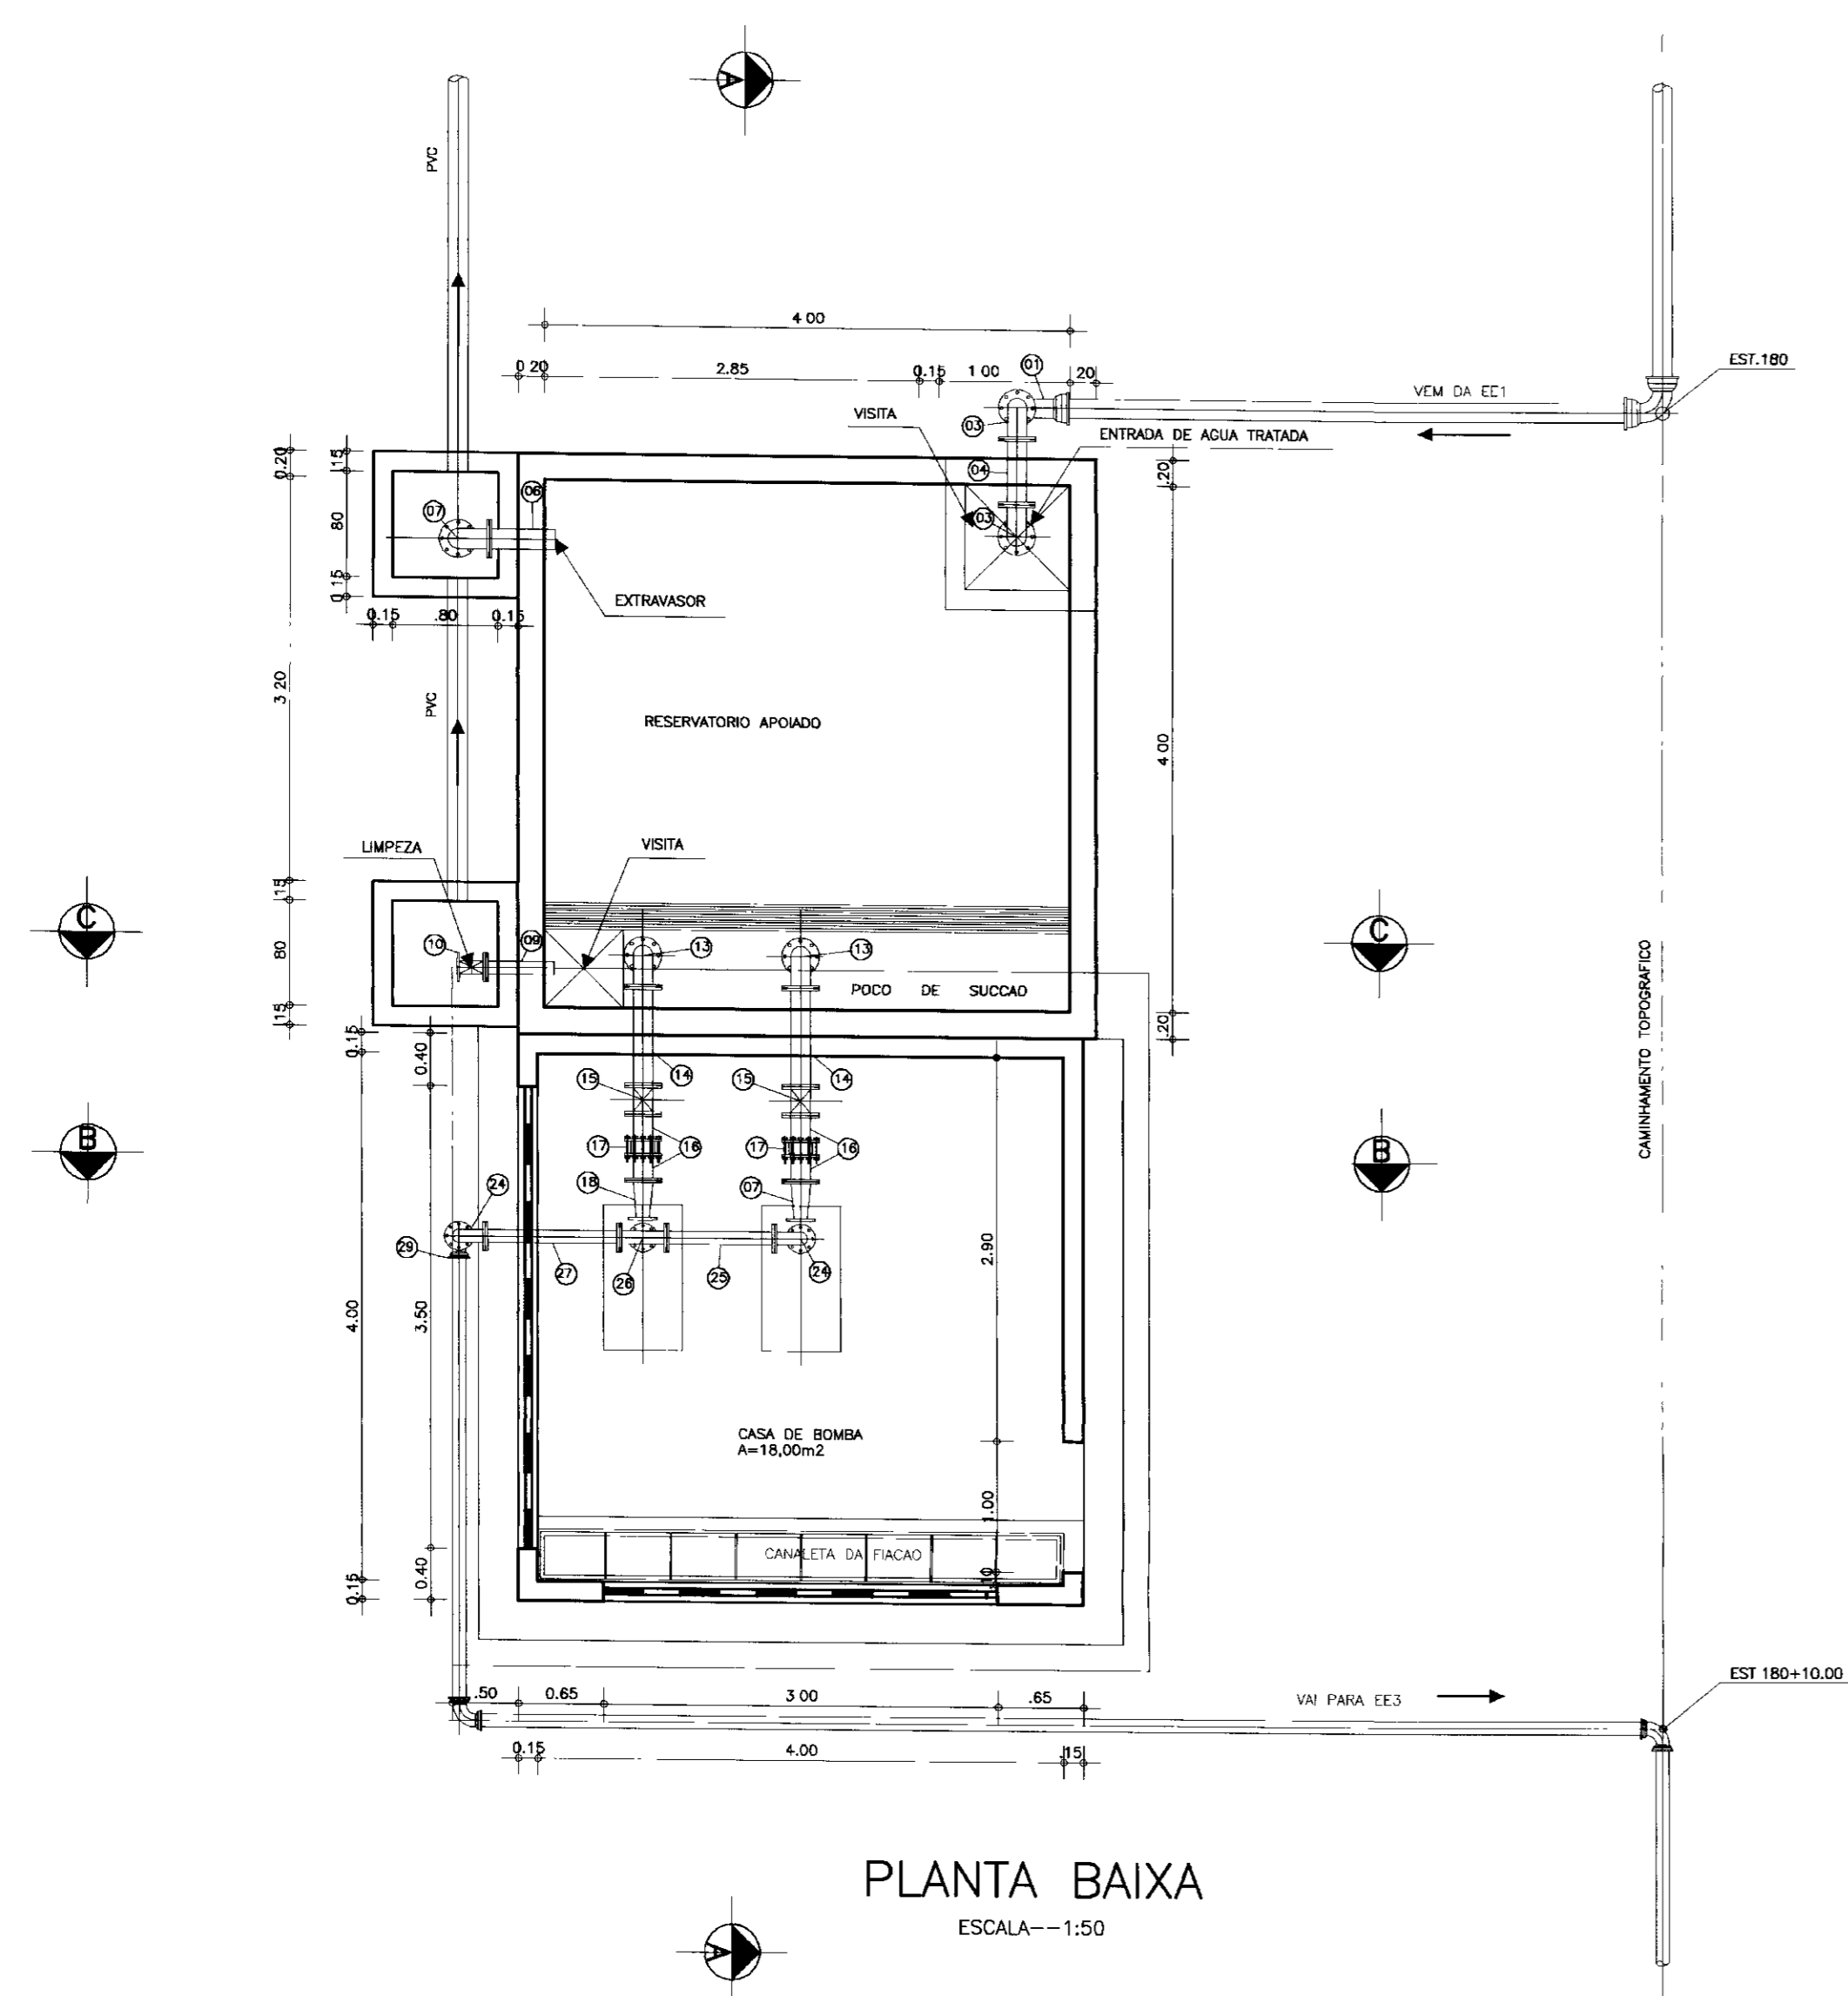 A
PVC
4 00
0 20
2.85
0.15
1 00
20
01
EST.180
VEM DA EE1
VISITA
03
ENTRADA DE AGUA TRATADA
0.20
15
04
.20
06
07
03
80
0.15
EXTRAVASOR
0.15
.80
0.15
3 20
PVC
RESERVATORIO APOIADO
4 00
LIMPEZA
VISITA
15
C
C
10
09
13
13
80
POCO DE SUCCAO
CAMINHAMENTO TOPOGRAFICO
15
.20
0.15
0.40
15
14
15
14
B
B
17
16
17
16
18
07
24
29
27
26
25
24
2.90
4.00
3.50
CASA DE BOMBA
A=18,00m2
1.00
CANALETA DA FIACAO
10
0.15
0.40
EST 180+10.00
.50
0.65
3 00
.65
VAI PARA EE3
0.15
4.00
15
PLANTA BAIXA
ESCALA--1:50
A